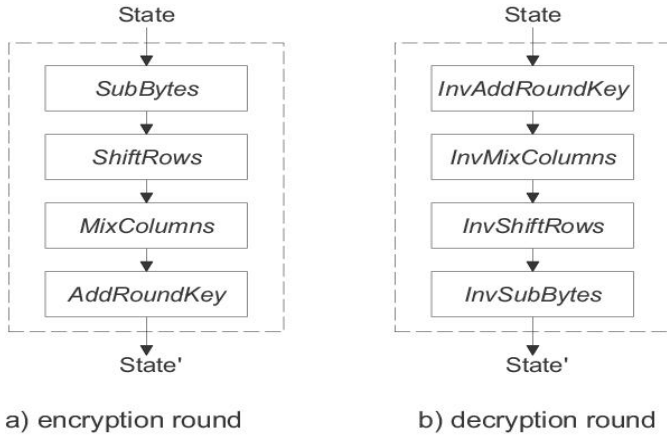 State
SubBytes
ShiftRows
MixColumns
AddRoundKey
State'
a) encryption round
State
InvAddRoundKey
InvMixColumns
InvShiftRows
InvSubBytes
State'
b) decryption round